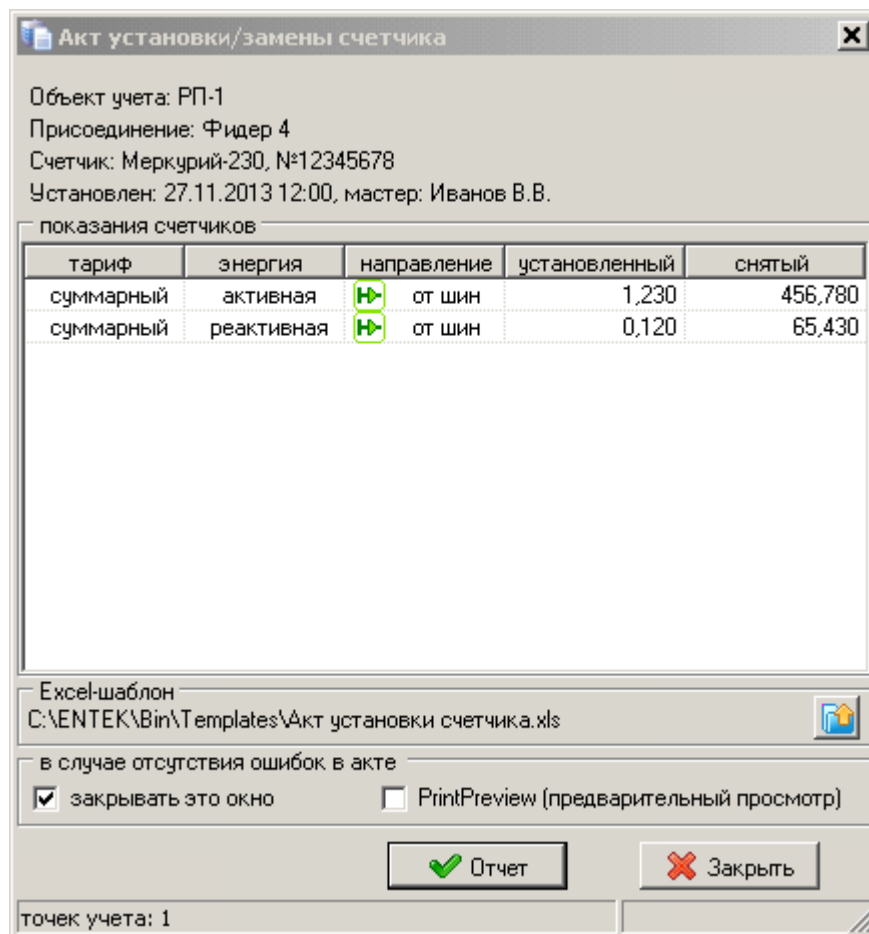 Акт установки/замены счетчика
Объект учета: РП-1
Присоединение: Фидер 4
Счетчик: Меркурий-230, №12345678
Установлен: 27.11.2013 12:00, мастер: Иванов В.В.
показания счетчиков
тариф энергия направление установленный снятый
суммарный активная от шин 1,230 456,780
суммарный реактивная от шин 0,120 65,430
Excel-шаблон
C:\ENTEK\Bin\Templates\Акт установки счетчика.xls
в случае отсутствия ошибок в акте
закрывать это окно PrintPreview (предварительный просмотр)
Отчет Закрыть
точек учета: 1